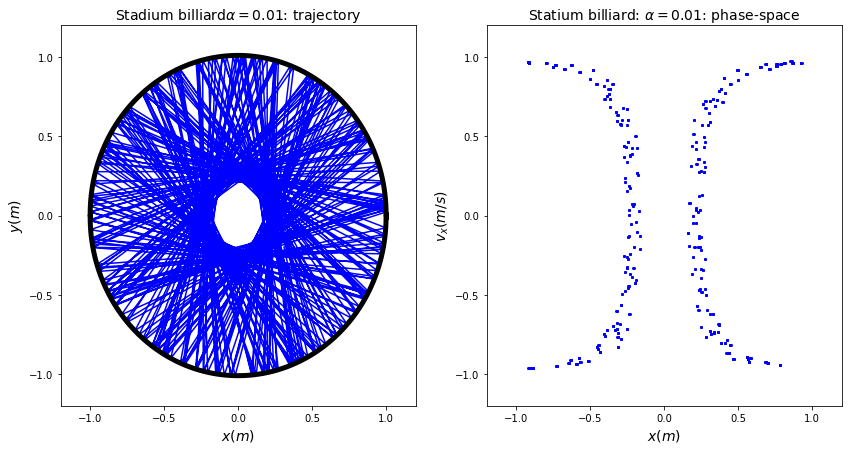 Stadium billiardα = 0.01: trajectory
1.0
0.5
0.0
−0.5
−1.0
y(m)
−1.0 −0.5 0.0 0.5 1.0
x(m)
Statium billiard: α = 0.01: phase-space
1.0
0.5
0.0
−0.5
−1.0
vₓ(m/s)
−1.0 −0.5 0.0 0.5 1.0
x(m)